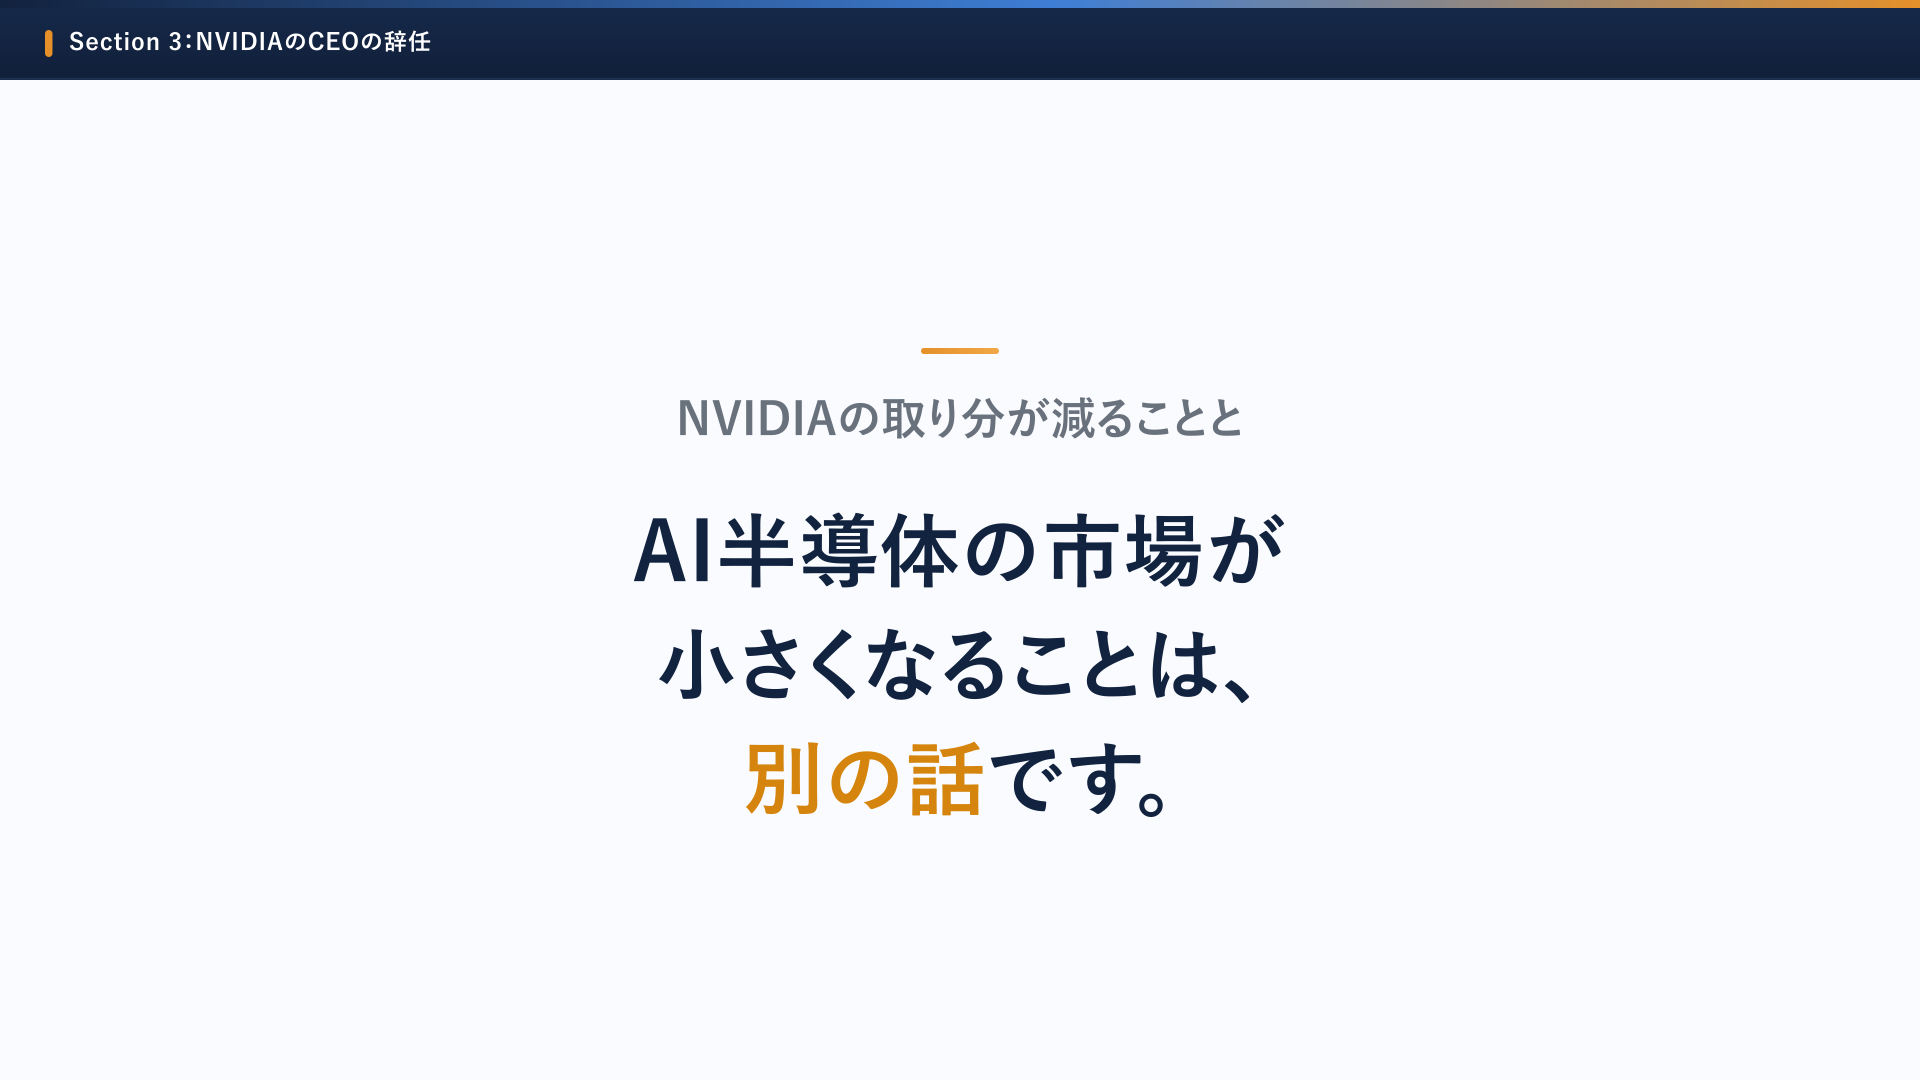 Section 3：NVIDIAのCEOの辞任
NVIDIAの取り分が減ることと
AI半導体の市場が
小さくなることは、
別の話です。